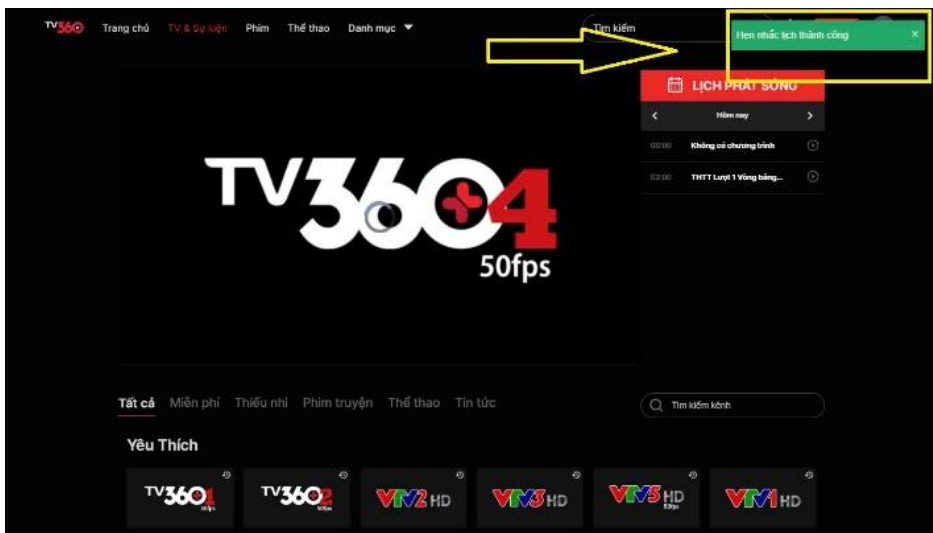 TV360 Trang chủ TV & Sự kiện Phim Thể thao Danh mục Tìm kiếm
Hẹn nhắc lịch thành công ×
LỊCH PHÁT SÓNG
Hôm nay
00:00 Không có chương trình
02:00 THTT Lượt 1 Vòng bảng...
TV360+4
50fps
Tất cả Miễn phí Thiếu nhi Phim truyện Thể thao Tin tức
Tìm kiếm kênh
Yêu Thích
TV360 1 TV360 2 VTV2 HD VTV3 HD VTV5 HD VTV1 HD
50fps